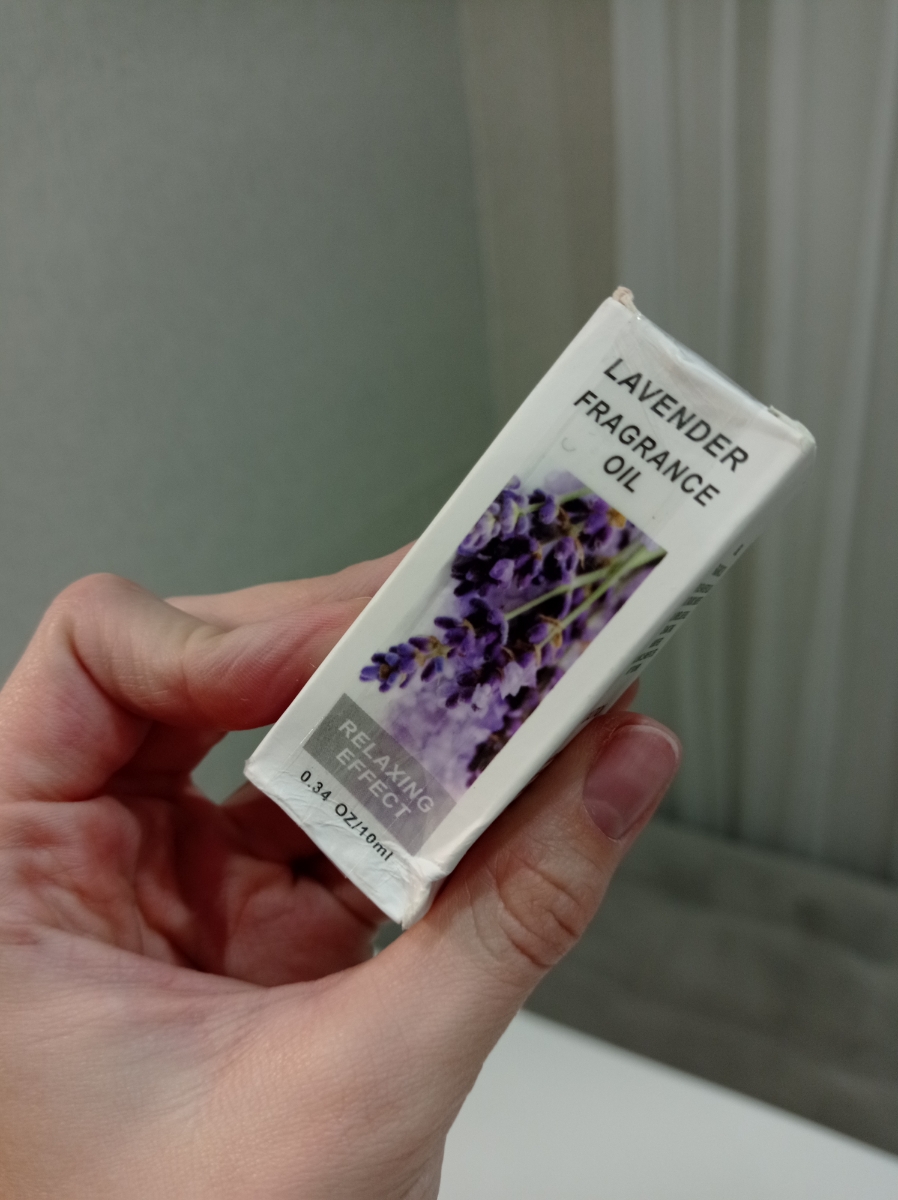 LAVENDER
FRAGRANCE
OIL
RELAXING
EFFECT
0.34 OZ/10ml